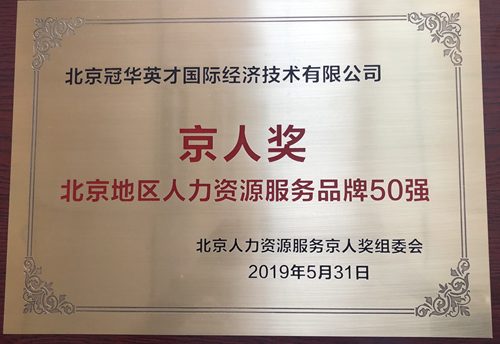 北京冠华英才国际经济技术有限公司
京人奖
北京地区人力资源服务品牌50强
北京人力资源服务京人奖组委会
2019年5月31日